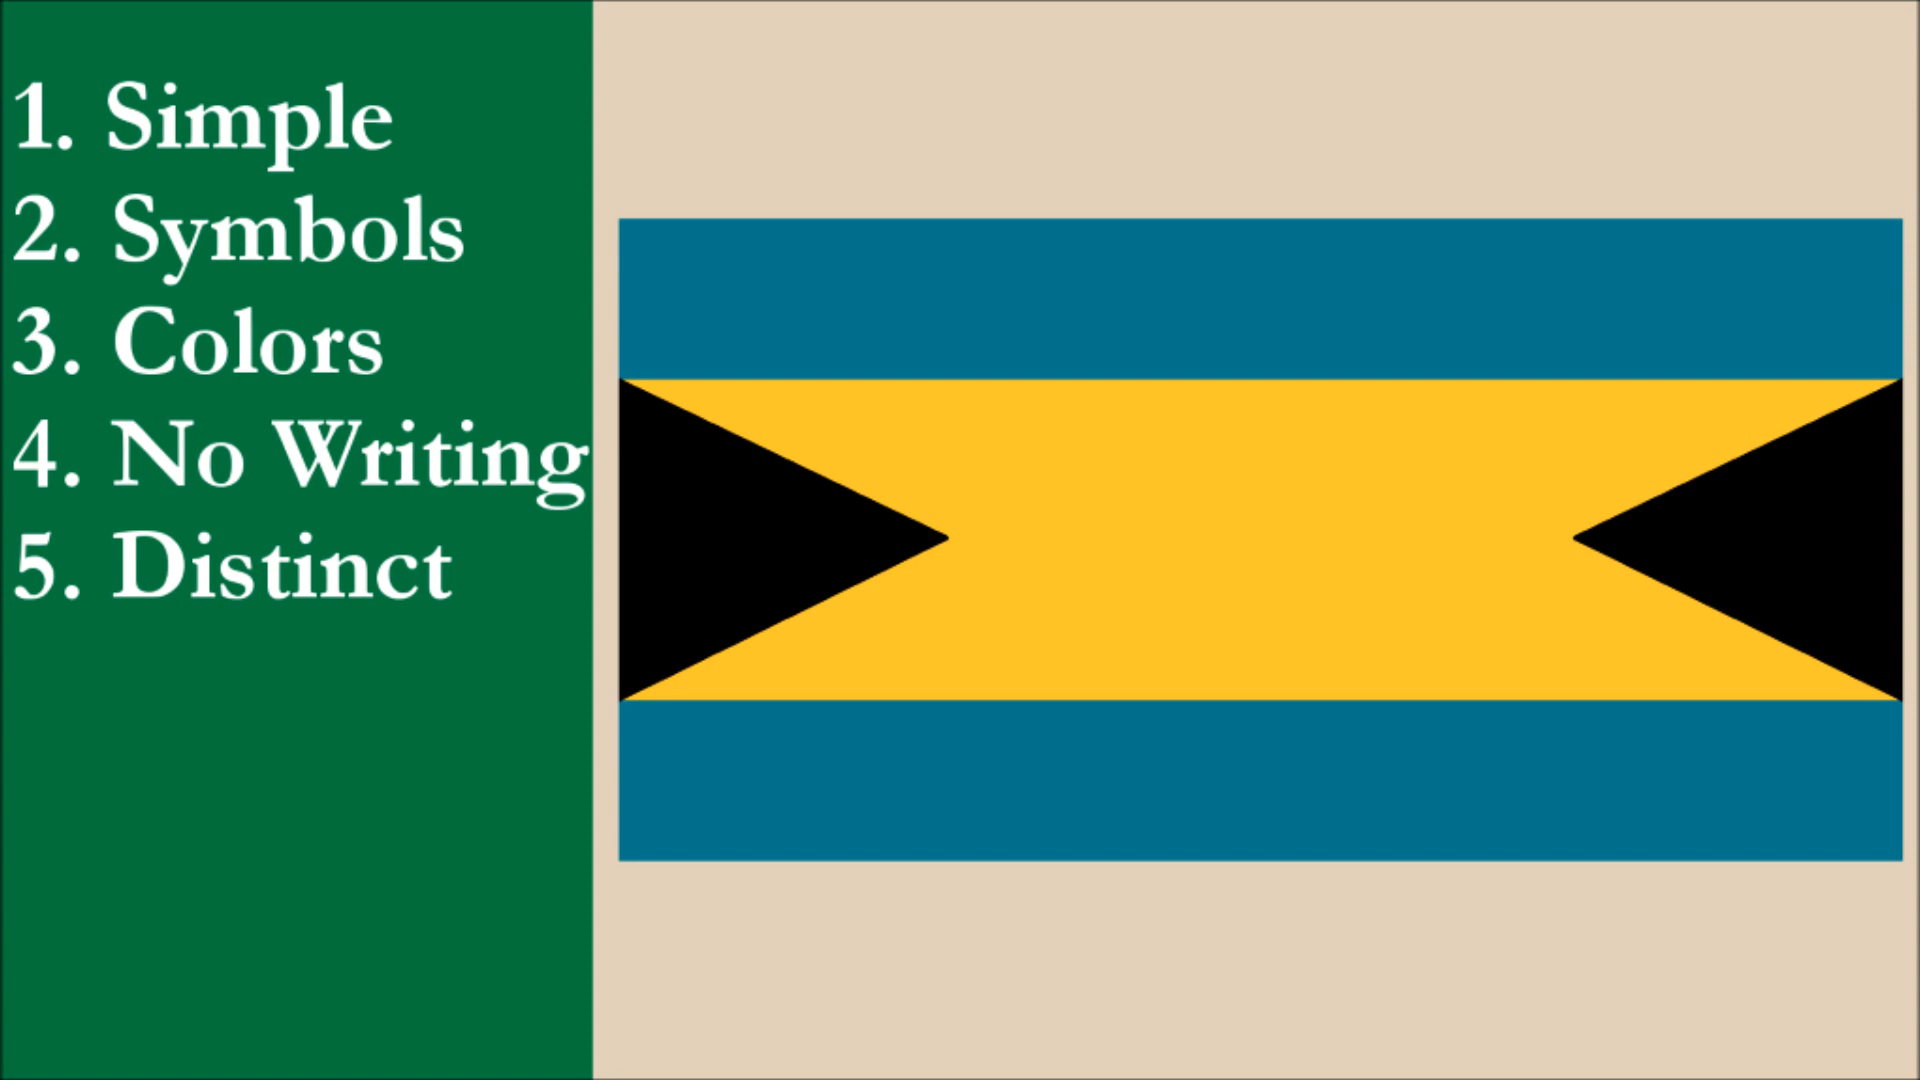 1. Simple
2. Symbols
3. Colors
4. No Writing
5. Distinct